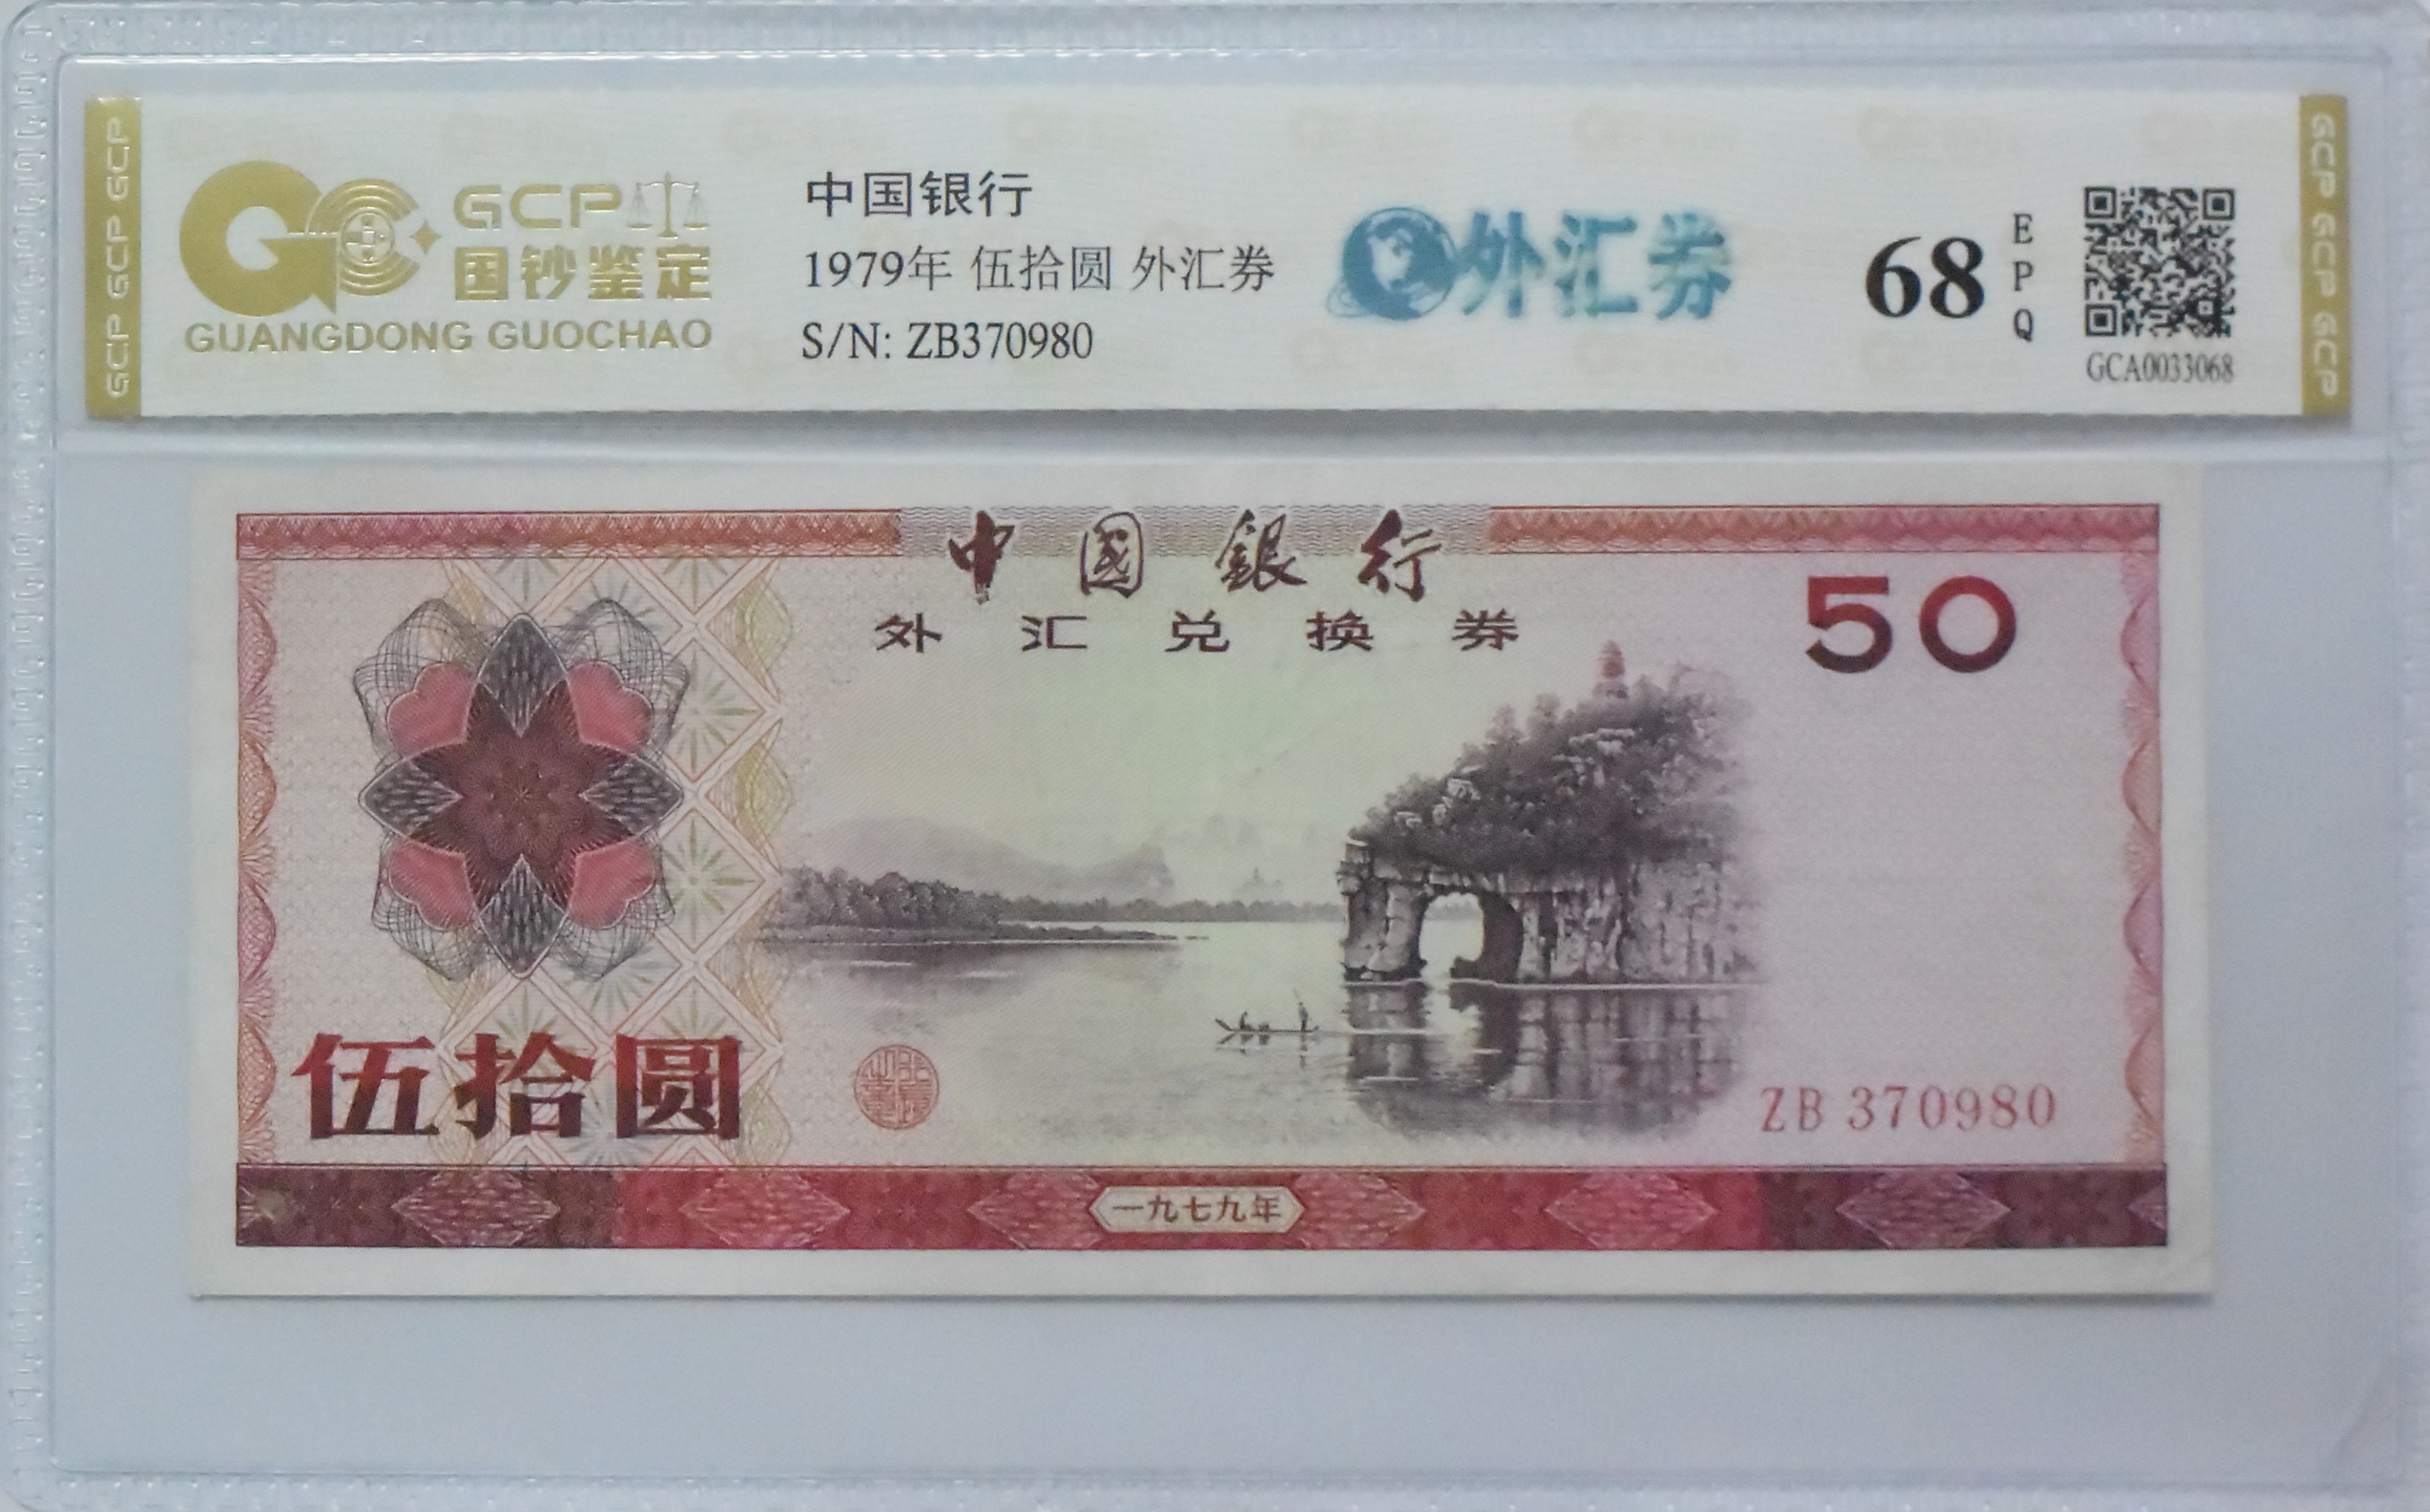 GCP GCP GCP
GCP
国钞鉴定
GUANGDONG GUOCHAO
中国银行
1979年 伍拾圆 外汇券
S/N: ZB370980
外汇券
68
EPQ
GCA0033068
GCP GCP GCP
中國銀行
外汇兑换券
50
伍拾圆
ZB 370980
一九七九年